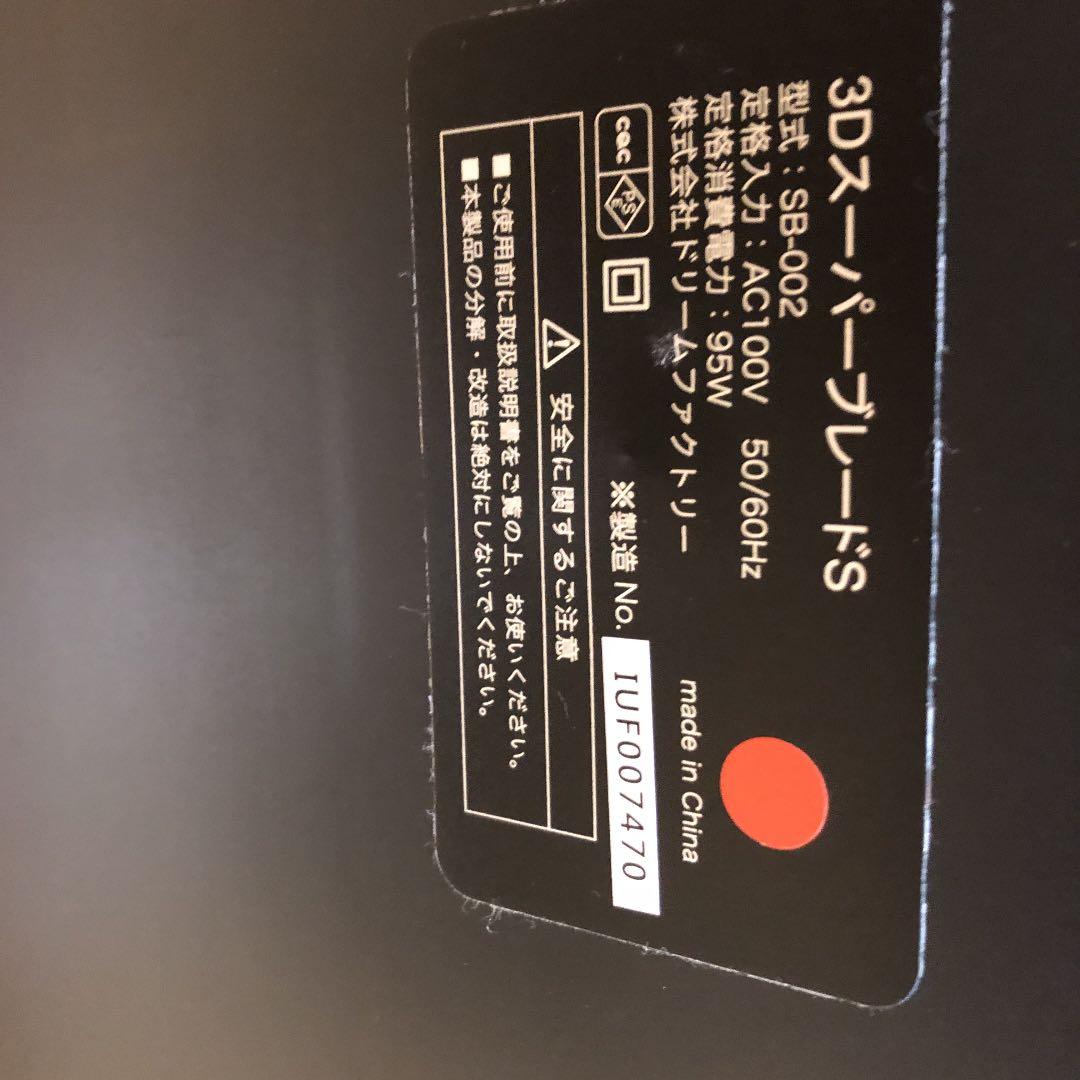 3DスーパーブレードS
型式：SB-002
定格入力：AC100V 50/60Hz
定格消費電力：95W
株式会社ドリームファクトリー
made in China
CQC PSE
※製造 No. IUF007470
安全に関するご注意
■ご使用前に取扱説明書をご覧の上、お使いください。
■本製品の分解・改造は絶対にしないでください。